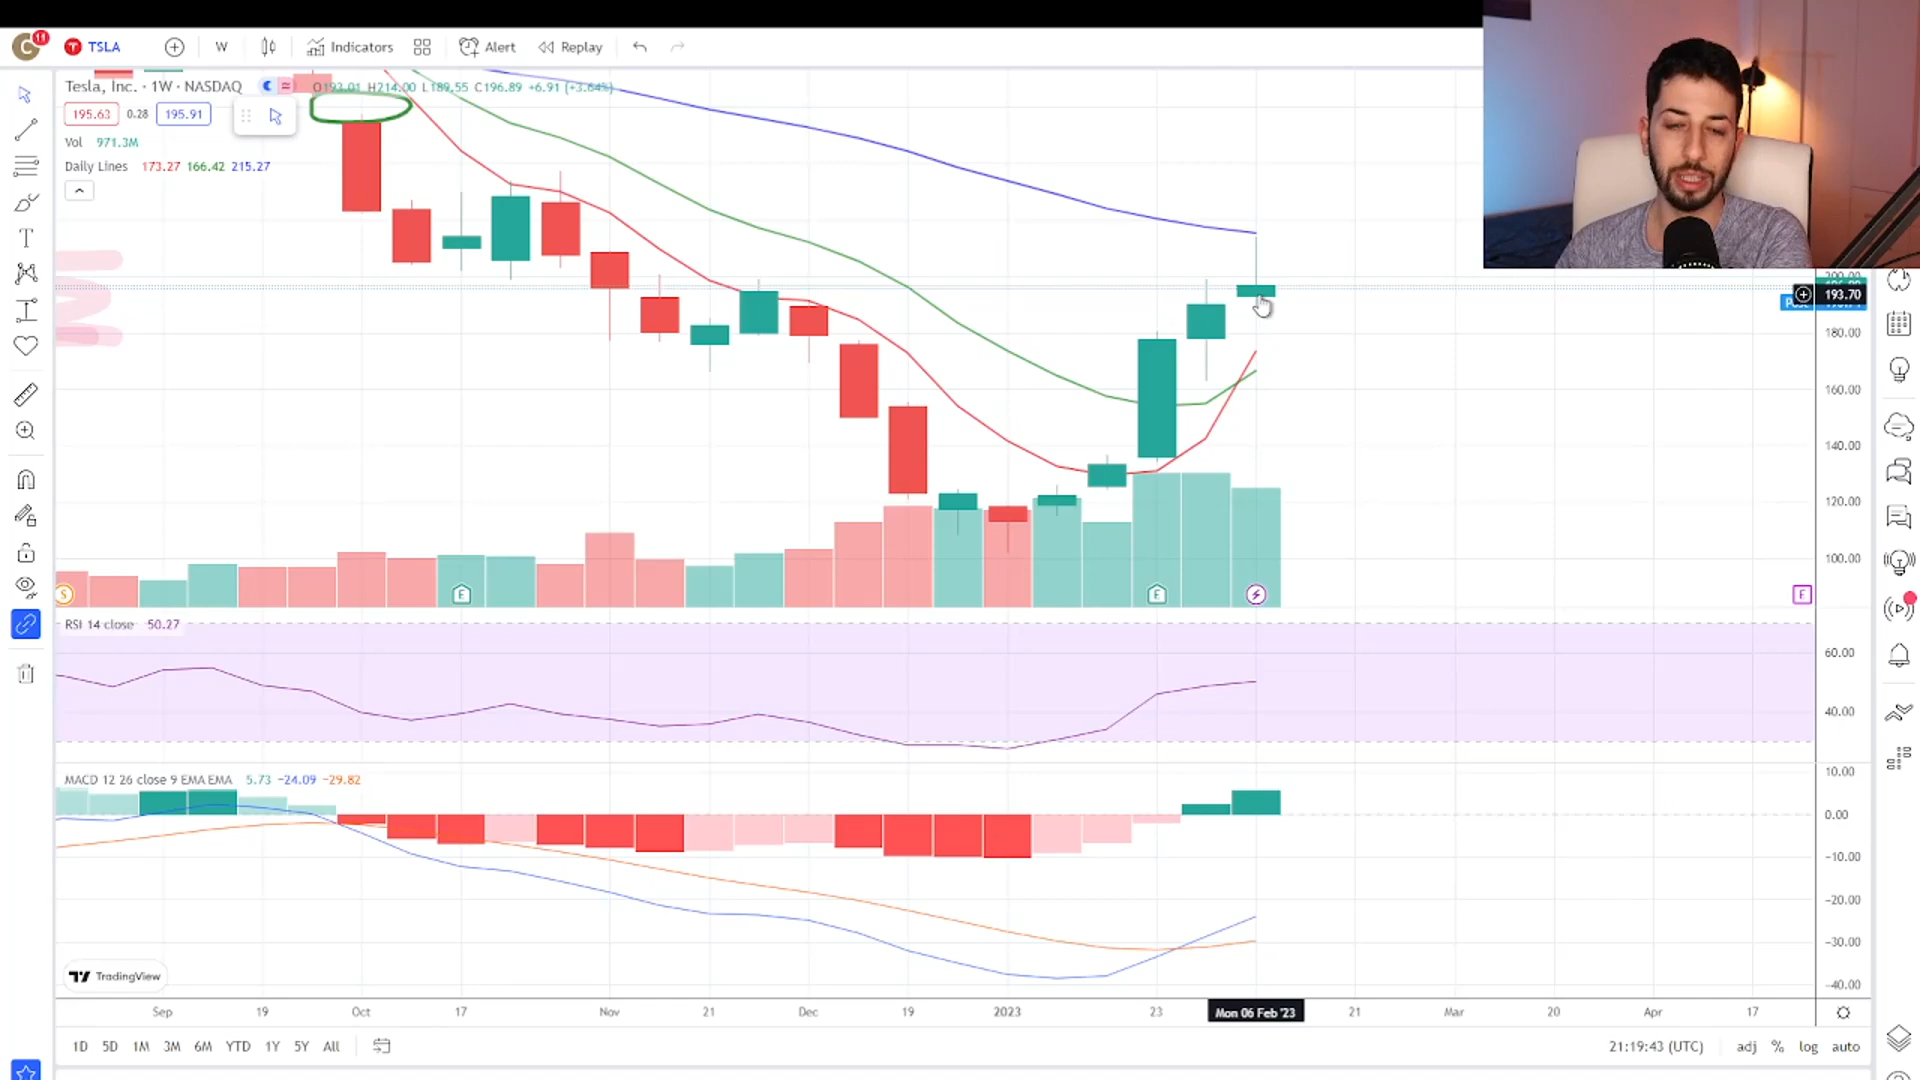 C 11 TSLA W Indicators Alert Replay
Tesla, Inc. · 1W · NASDAQ O193.01 H214.00 L189.55 C196.89 +6.91 (+3.64%)
195.63 0.28 195.91
Vol 971.3M
Daily Lines 173.27 166.42 215.27
200.00
193.70
180.00
160.00
140.00
120.00
100.00
S E E E
RSI 14 close 50.27
60.00
40.00
MACD 12 26 close 9 EMA EMA 5.73 −24.09 −29.82
10.00
0.00
−10.00
−20.00
−30.00
−40.00
TradingView
Sep 19 Oct 17 Nov 21 Dec 19 2023 23 Mon 06 Feb '23 21 Mar 20 Apr 17
1D 5D 1M 3M 6M YTD 1Y 5Y All 21:19:43 (UTC) adj % log auto